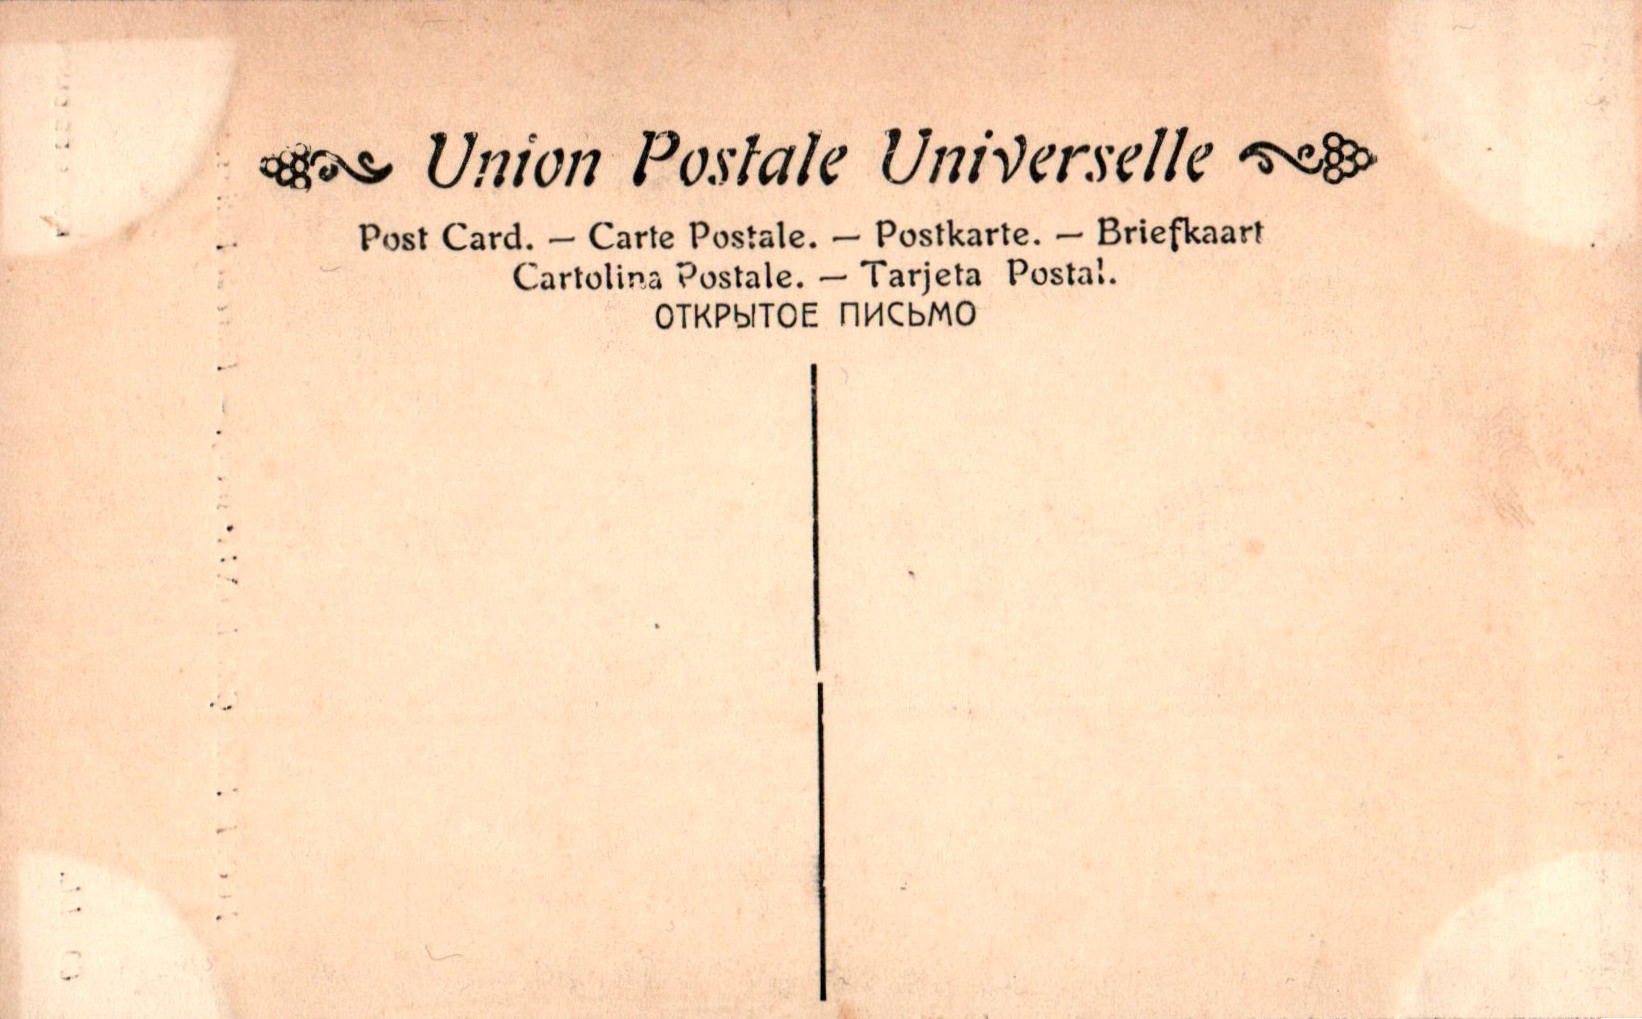 Union Postale Universelle
Post Card. — Carte Postale. — Postkarte. — Briefkaart
Cartolina Postale. — Tarjeta Postal.
ОТКРЫТОЕ ПИСЬМО